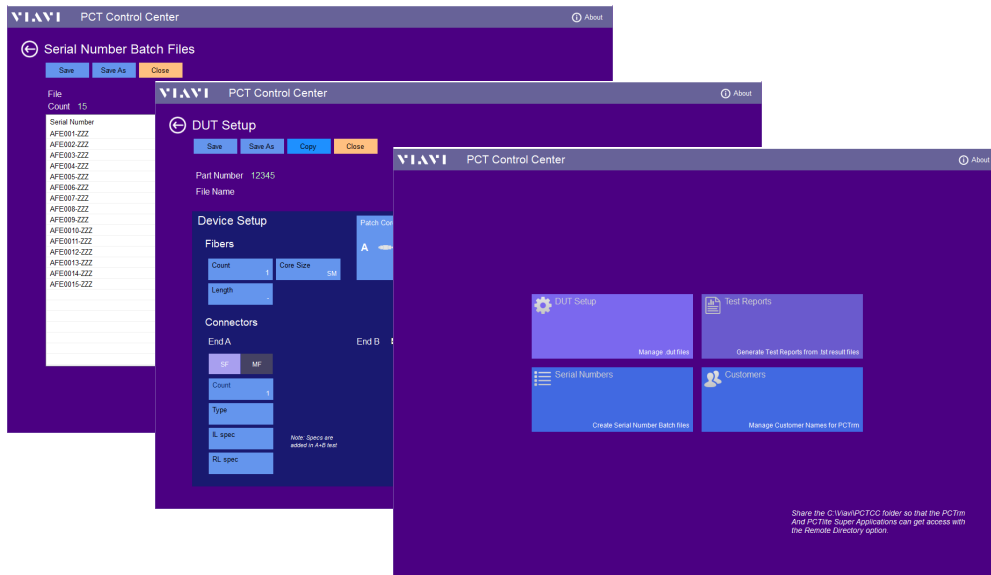 VIAVI PCT Control Center About
Serial Number Batch Files
Save Save As Close
File
Count 15
Serial Number
AFE001-ZZZ
AFE002-ZZZ
AFE003-ZZZ
AFE004-ZZZ
AFE005-ZZZ
AFE006-ZZZ
AFE007-ZZZ
AFE008-ZZZ
AFE009-ZZZ
AFE0010-ZZZ
AFE0011-ZZZ
AFE0012-ZZZ
AFE0013-ZZZ
AFE0014-ZZZ
AFE0015-ZZZ
VIAVI PCT Control Center About
DUT Setup
Save Save As Copy Close
Part Number 12345
File Name
Device Setup
Patch Cor
A
Fibers
Count 1
Core Size SM
Length -
Connectors
End A End B
SF MF
Count 1
Type
IL spec
RL spec
Note: Specs are
added in A+B test
VIAVI PCT Control Center About
DUT Setup
Manage .dut files
Test Reports
Generate Test Reports from .tst result files
Serial Numbers
Create Serial Number Batch files
Customers
Manage Customer Names for PCTrm
Share the C:\Viavi\PCTCC folder so that the PCTrm
And PCTlite Super Applications can get access with
the Remote Directory option.